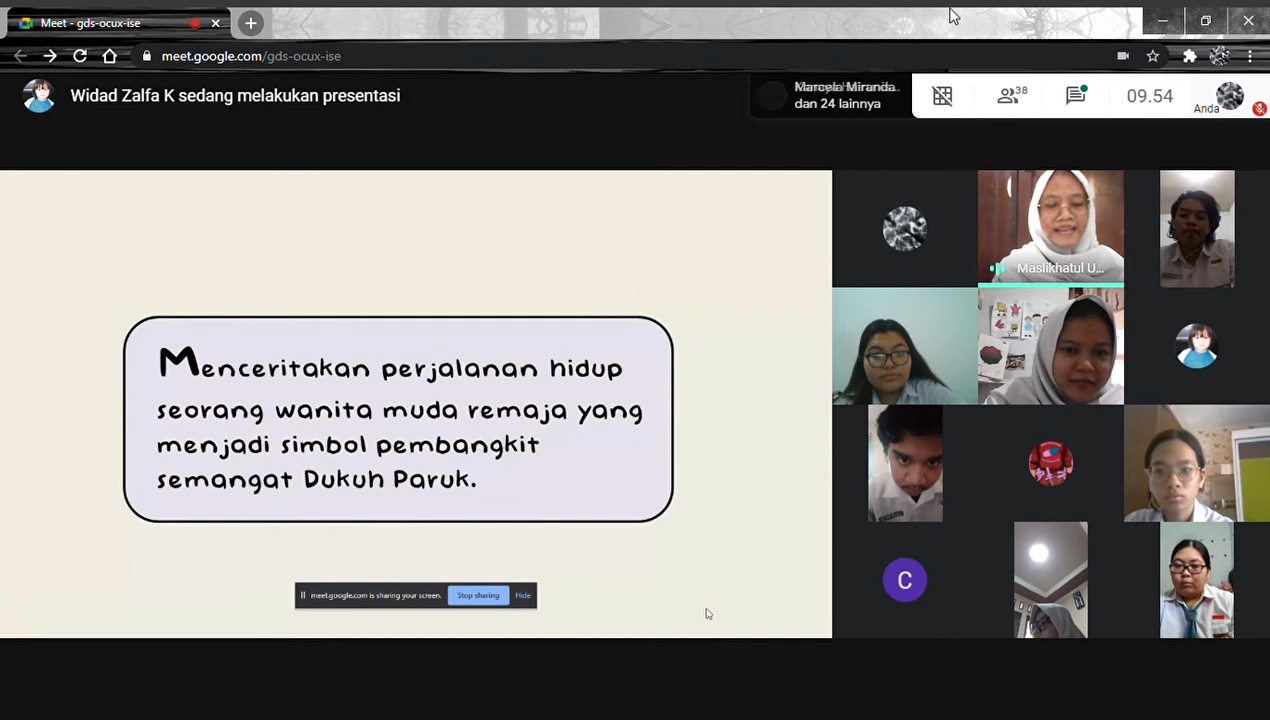 Meet - gds-ocux-ise
meet.google.com/gds-ocux-ise
Widad Zalfa K sedang melakukan presentasi
Marcela Miranda..
dan 24 lainnya
38
09.54
Anda
Maslikhatul U...
Menceritakan perjalanan hidup
seorang wanita muda remaja yang
menjadi simbol pembangkit
semangat Dukuh Paruk.
meet.google.com is sharing your screen.
Stop sharing
Hide
C